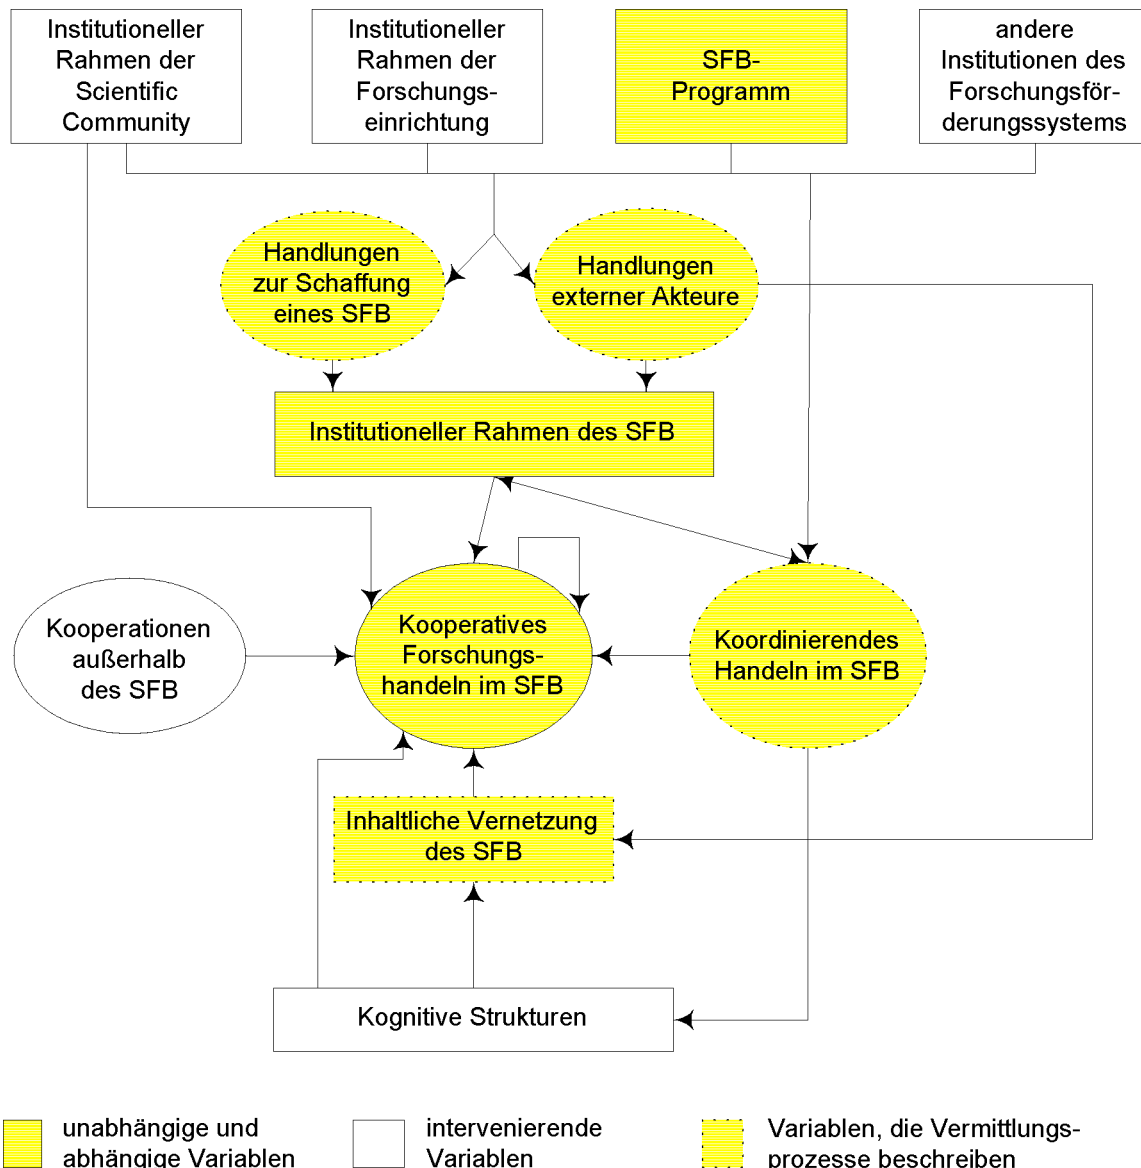 Institutioneller
Rahmen der
Scientific
Community
Institutioneller
Rahmen der
Forschungs-
einrichtung
SFB-
Programm
andere
Institutionen des
Forschungsför-
derungssystems
Handlungen
zur Schaffung
eines SFB
Handlungen
externer Akteure
Institutioneller Rahmen des SFB
Kooperationen
außerhalb
des SFB
Kooperatives
Forschungs-
handeln im SFB
Koordinierendes
Handeln im SFB
Inhaltliche Vernetzung
des SFB
Kognitive Strukturen
unabhängige und
abhängige Variablen
intervenierende
Variablen
Variablen, die Vermittlungs-
prozesse beschreiben